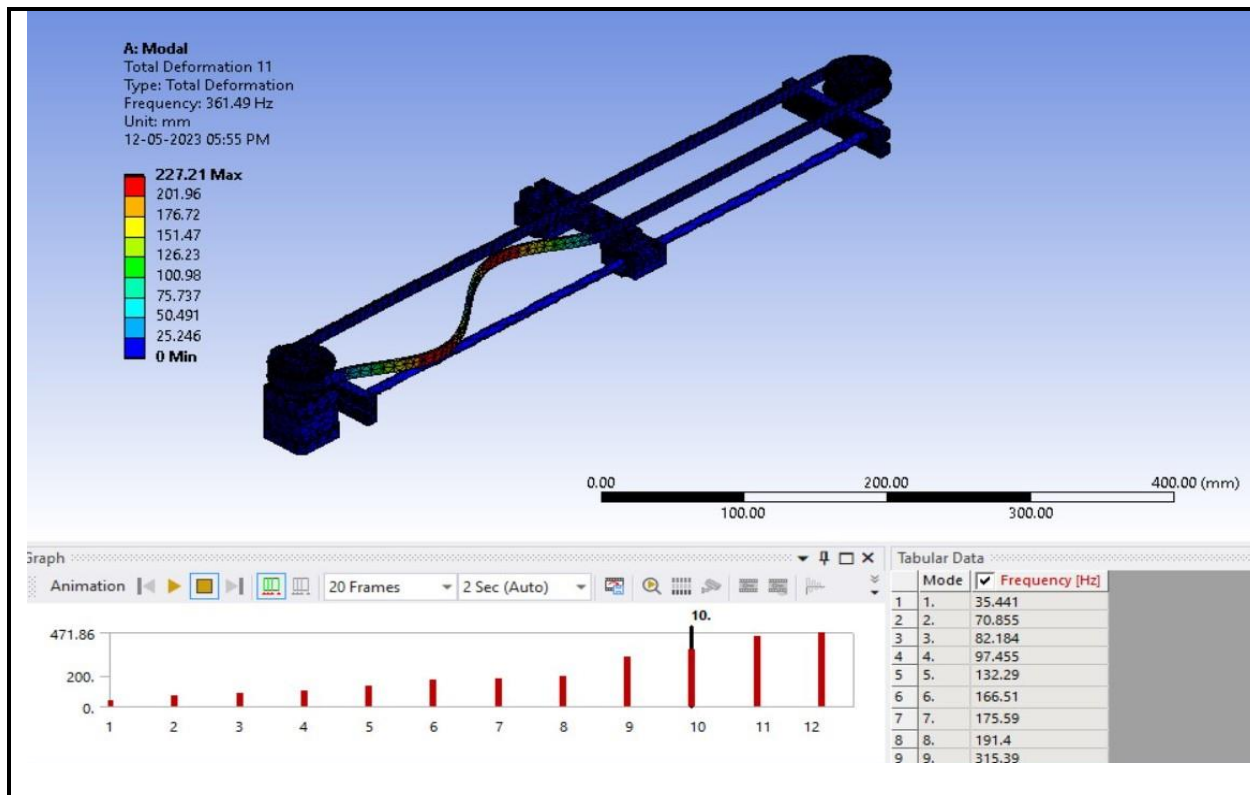 A: Modal
Total Deformation 11
Type: Total Deformation
Frequency: 361.49 Hz
Unit: mm
12-05-2023 05:55 PM
227.21 Max
201.96
176.72
151.47
126.23
100.98
75.737
50.491
25.246
0 Min
0.00 200.00 400.00 (mm)
100.00 300.00
Graph
Animation 20 Frames 2 Sec (Auto)
10.
471.86
200.
0.
1 2 3 4 5 6 7 8 9 10 11 12
Tabular Data
Mode Frequency [Hz]
1 1. 35.441
2 2. 70.855
3 3. 82.184
4 4. 97.455
5 5. 132.29
6 6. 166.51
7 7. 175.59
8 8. 191.4
9 9. 315.39